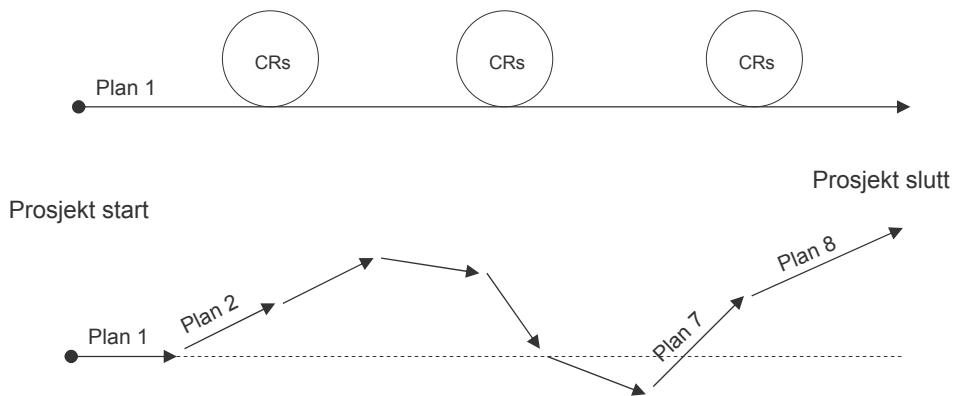 CRs
CRs
CRs
Plan 1
Prosjekt slutt
Prosjekt start
Plan 2
Plan 8
Plan 7
Plan 1